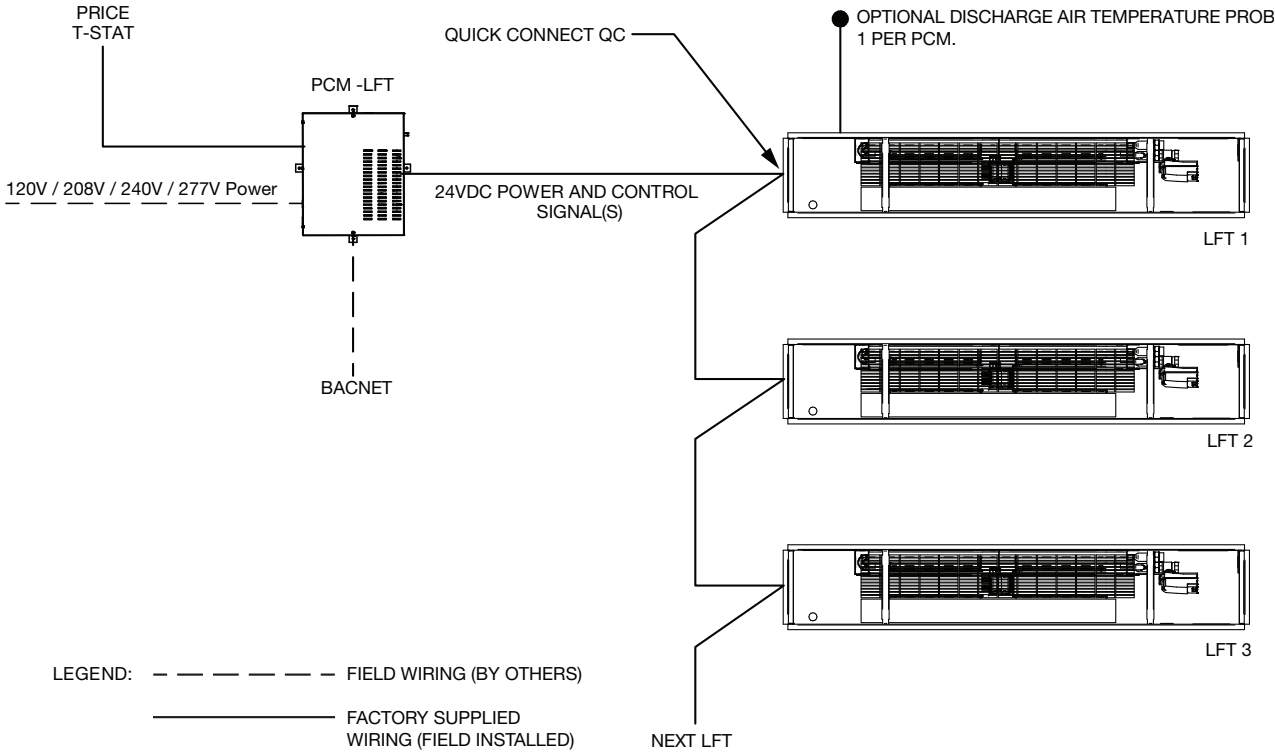 PRICE
T-STAT
QUICK CONNECT QC
OPTIONAL DISCHARGE AIR TEMPERATURE PROB
1 PER PCM.
PCM -LFT
120V / 208V / 240V / 277V Power
24VDC POWER AND CONTROL
SIGNAL(S)
LFT 1
BACNET
LFT 2
LFT 3
LEGEND:
FIELD WIRING (BY OTHERS)
FACTORY SUPPLIED
WIRING (FIELD INSTALLED)
NEXT LFT